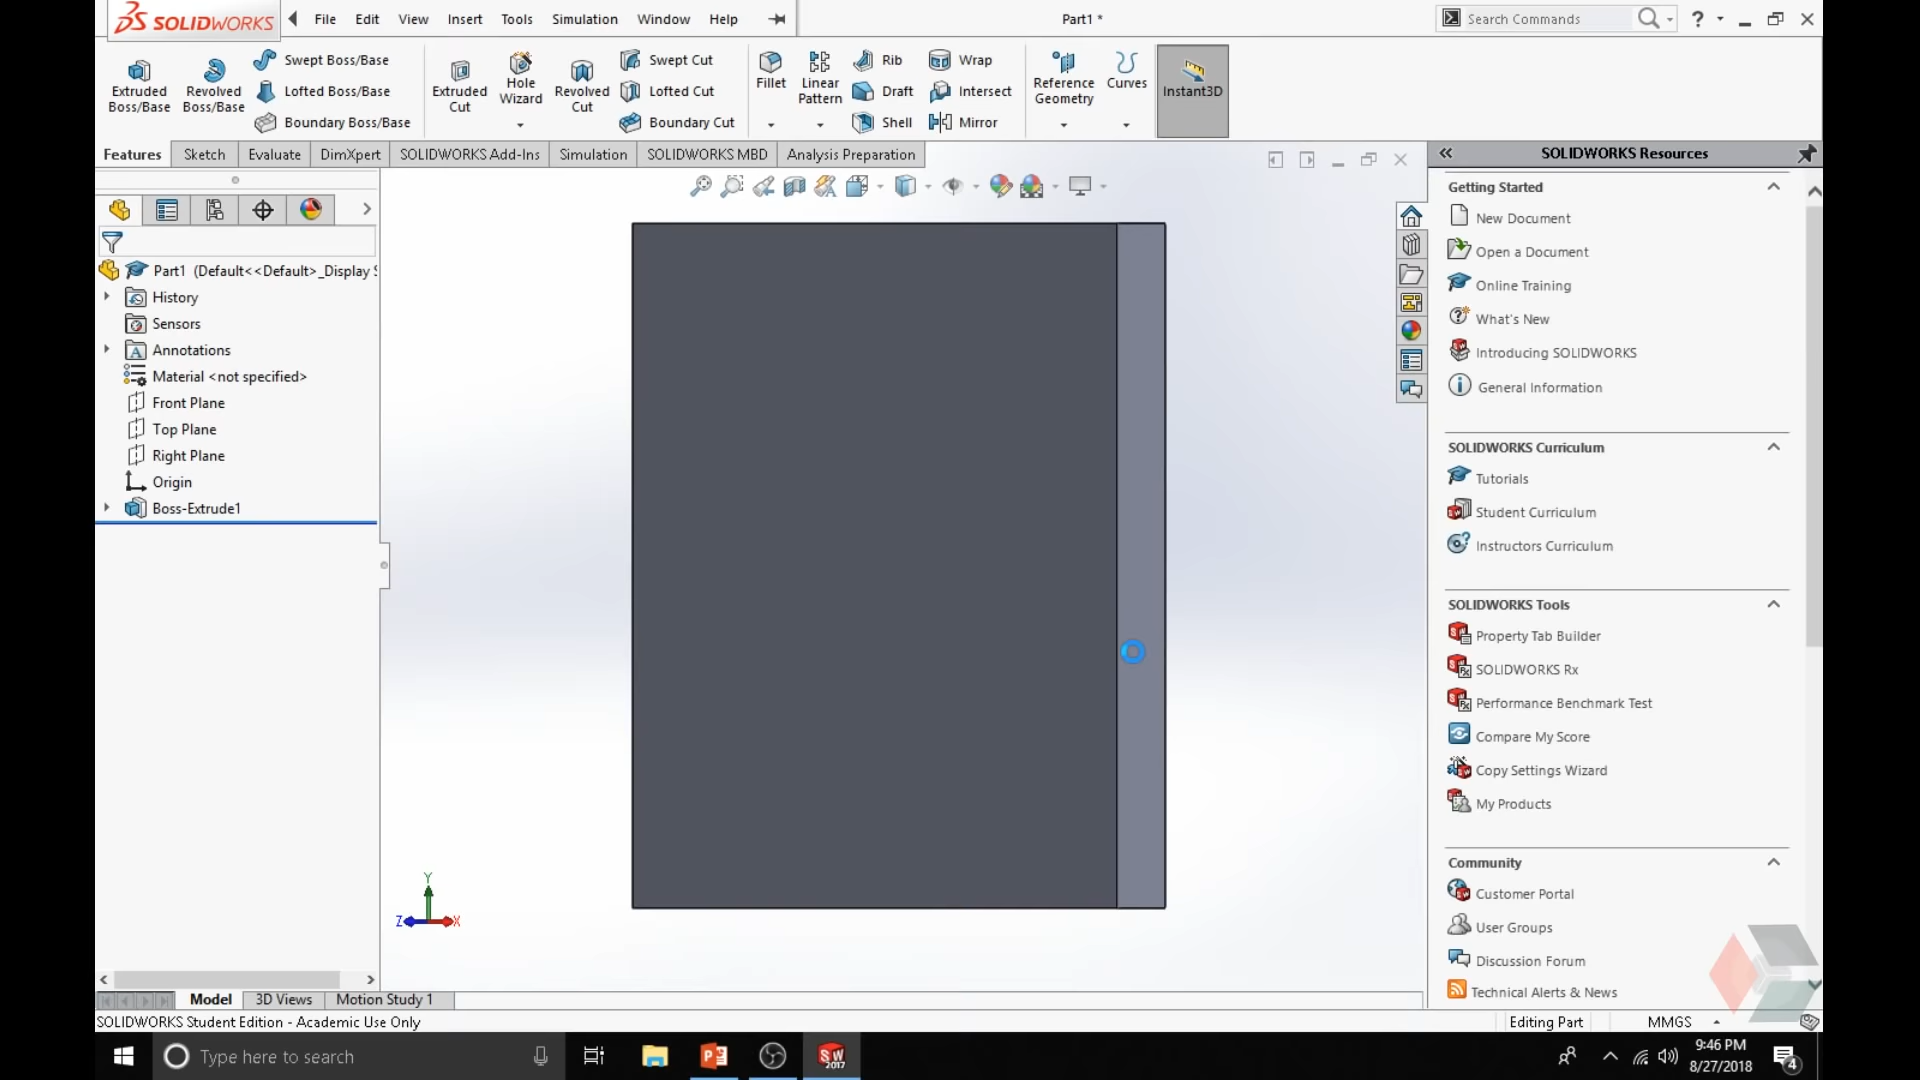 SOLIDWORKS File Edit View Insert Tools Simulation Window Help Part1 * Search Commands ?
Extruded Boss/Base
Revolved Boss/Base
Swept Boss/Base
Lofted Boss/Base
Boundary Boss/Base
Extruded Cut
Hole Wizard
Revolved Cut
Swept Cut
Lofted Cut
Boundary Cut
Fillet
Linear Pattern
Rib
Draft
Shell
Wrap
Intersect
Mirror
Reference Geometry
Curves
Instant3D
Features Sketch Evaluate DimXpert SOLIDWORKS Add-Ins Simulation SOLIDWORKS MBD Analysis Preparation
Part1 (Default<<Default>_Display S
History
Sensors
Annotations
Material <not specified>
Front Plane
Top Plane
Right Plane
Origin
Boss-Extrude1
Y
Z
X
SOLIDWORKS Resources
Getting Started
New Document
Open a Document
Online Training
What's New
Introducing SOLIDWORKS
General Information
SOLIDWORKS Curriculum
Tutorials
Student Curriculum
Instructors Curriculum
SOLIDWORKS Tools
Property Tab Builder
SOLIDWORKS Rx
Performance Benchmark Test
Compare My Score
Copy Settings Wizard
My Products
Community
Customer Portal
User Groups
Discussion Forum
Technical Alerts & News
Model 3D Views Motion Study 1
SOLIDWORKS Student Edition - Academic Use Only
Editing Part MMGS
Type here to search
SW 2017
9:46 PM
8/27/2018
4